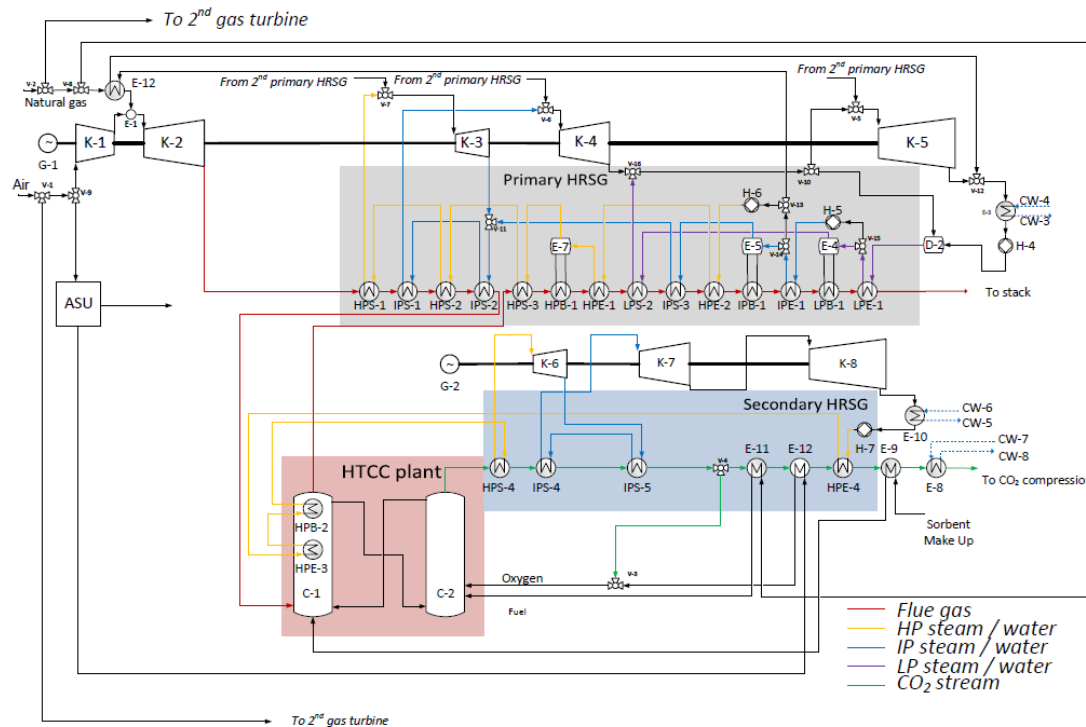 To 2nd gas turbine
V-2
V-8
E-12
Natural gas
From 2nd primary HRSG
From 2nd primary HRSG
From 2nd primary HRSG
V-7
V-6
V-5
E-1
K-1
K-2
K-3
K-4
K-5
G-1
Air
V-1
V-9
Primary HRSG
V-16
V-10
V-12
H-6
V-13
H-5
E-3
CW-4
CW-3
V-11
E-7
E-5
V-14
E-4
V-15
D-2
H-4
ASU
HPS-1
IPS-1
HPS-2
IPS-2
HPS-3
HPB-1
HPE-1
LPS-2
IPS-3
HPE-2
IPB-1
IPE-1
LPB-1
LPE-1
To stack
K-6
K-7
K-8
G-2
Secondary HRSG
CW-6
CW-5
E-10
H-7
E-9
CW-7
CW-8
E-11
E-12
HTCC plant
HPS-4
IPS-4
IPS-5
V-4
HPE-4
E-8
To CO2 compression
HPB-2
HPE-3
Sorbent
Make Up
Oxygen
V-3
C-1
C-2
Fuel
Flue gas
HP steam / water
IP steam / water
LP steam / water
CO2 stream
To 2nd gas turbine